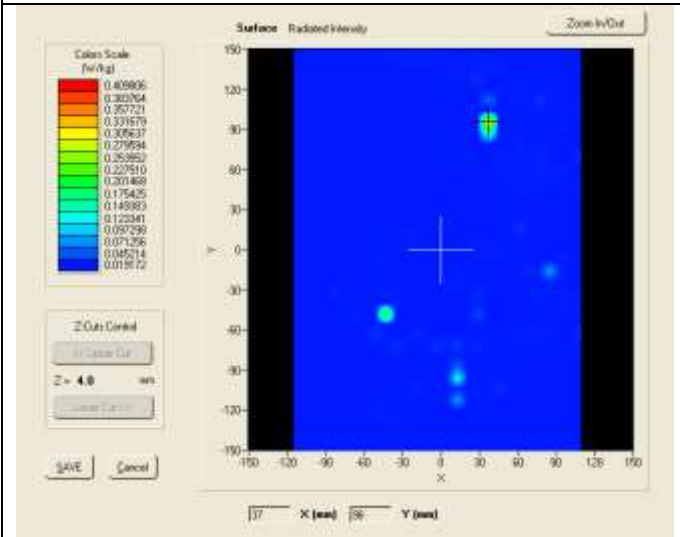 Surface Radiated Intensity
Zoom In/Out
Colors Scale
(W/kg)
0.409806
0.383764
0.357721
0.331679
0.305637
0.279594
0.253552
0.227510
0.201468
0.175425
0.149383
0.123341
0.097298
0.071256
0.045214
0.019172
150
120
90
60
30
0
-30
-60
-90
-120
-150
Y
-150 -120 -90 -60 -30 0 30 60 90 120 150
X
Z Cuts Control
Z = 4.0 mm
SAVE Cancel
37 X (mm) 96 Y (mm)